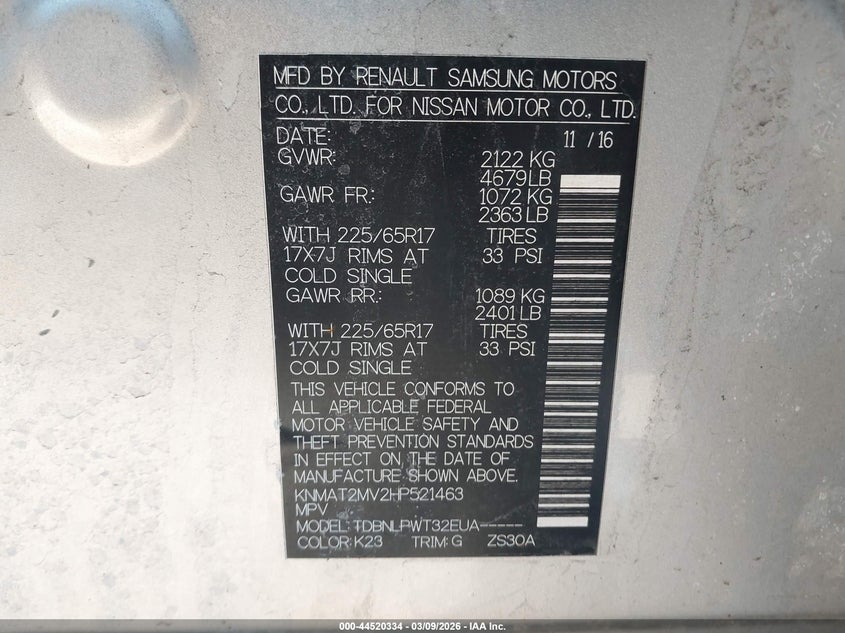 MFD BY RENAULT SAMSUNG MOTORS
CO., LTD. FOR NISSAN MOTOR CO., LTD.
DATE: 11 / 16
GVWR: 2122 KG
4679 LB
GAWR FR.: 1072 KG
2363 LB
WITH 225/65R17 TIRES
17X7J RIMS AT 33 PSI
COLD SINGLE
GAWR RR.: 1089 KG
2401 LB
WITH 225/65R17 TIRES
17X7J RIMS AT 33 PSI
COLD SINGLE
THIS VEHICLE CONFORMS TO
ALL APPLICABLE FEDERAL
MOTOR VEHICLE SAFETY AND
THEFT PREVENTION STANDARDS
IN EFFECT ON THE DATE OF
MANUFACTURE SHOWN ABOVE.
KNMAT2MV2HP521463
MPV
MODEL: TDBNLPWT32EUA-----
COLOR: K23 TRIM: G ZS30A
000-44520334 - 03/09/2026 - IAA Inc.